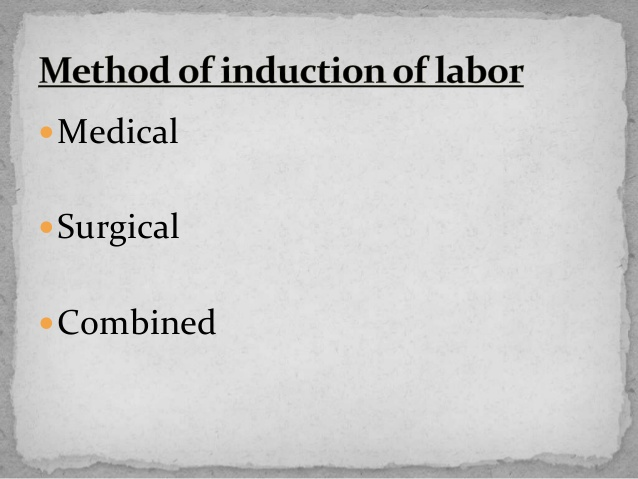 Method of induction of labor
•Medical
•Surgical
•Combined